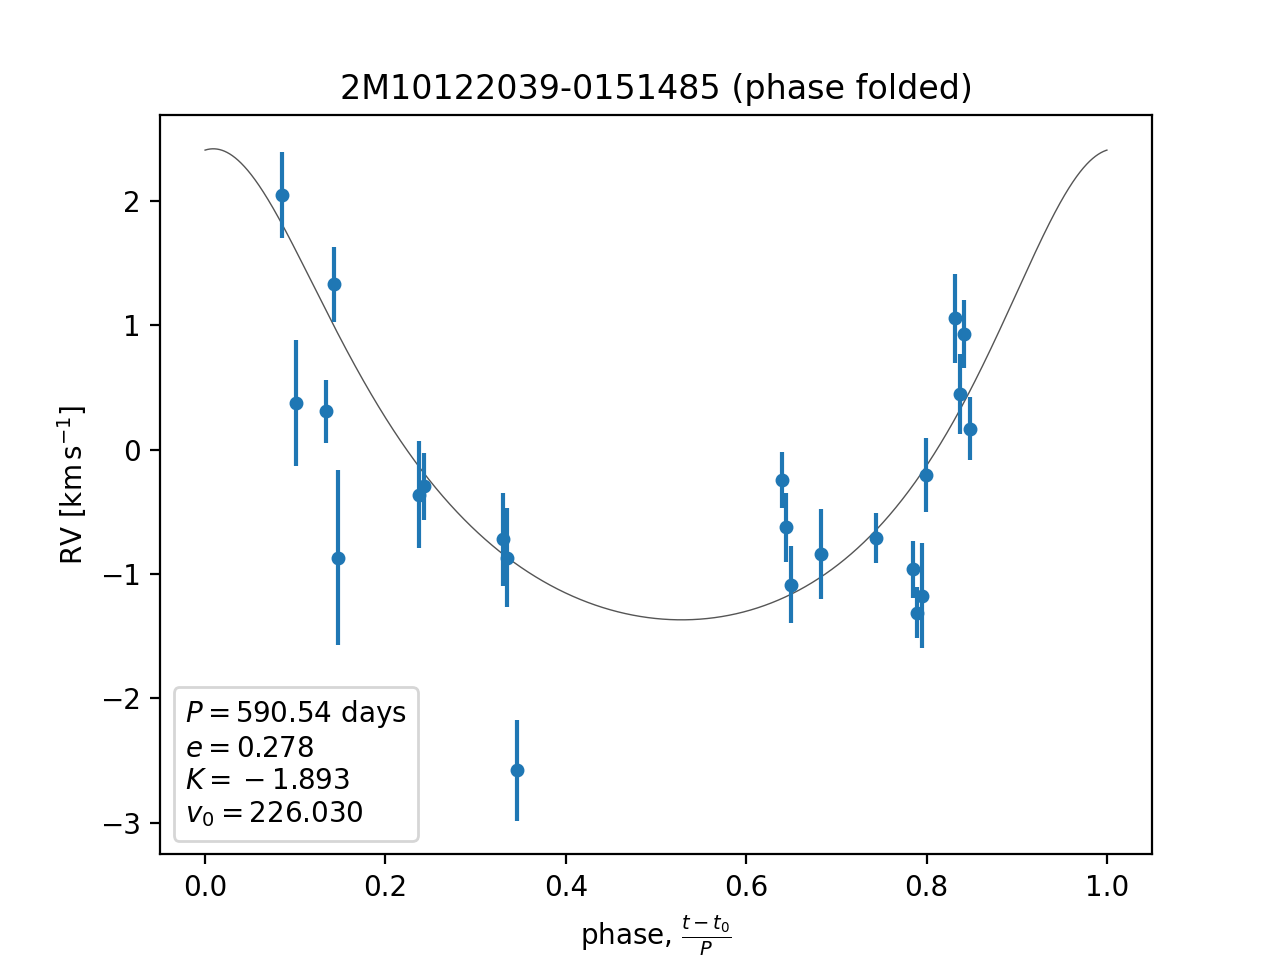 2M10122039-0151485 (phase folded)
RV [km s⁻¹]
2
1
0
−1
−2
−3
P = 590.54 days
e = 0.278
K = −1.893
v₀ = 226.030
0.0 0.2 0.4 0.6 0.8 1.0
phase, (t − t₀)/P